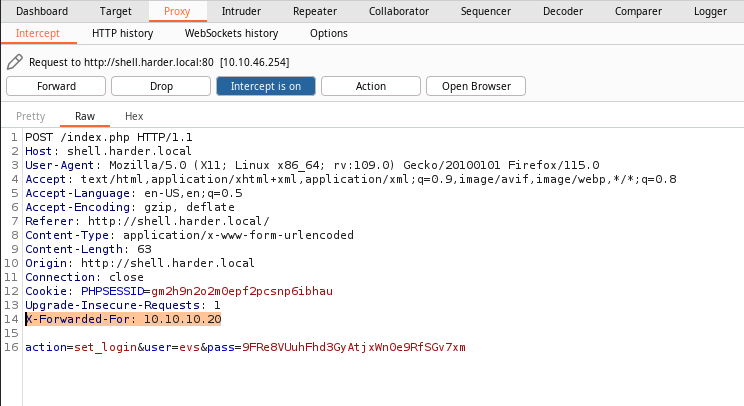 Dashboard Target Proxy Intruder Repeater Collaborator Sequencer Decoder Comparer Logger
Intercept HTTP history WebSockets history Options
Request to http://shell.harder.local:80 [10.10.46.254]
Forward Drop Intercept is on Action Open Browser
Pretty Raw Hex
1 POST /index.php HTTP/1.1
2 Host: shell.harder.local
3 User-Agent: Mozilla/5.0 (X11; Linux x86_64; rv:109.0) Gecko/20100101 Firefox/115.0
4 Accept: text/html,application/xhtml+xml,application/xml;q=0.9,image/avif,image/webp,*/*;q=0.8
5 Accept-Language: en-US,en;q=0.5
6 Accept-Encoding: gzip, deflate
7 Referer: http://shell.harder.local/
8 Content-Type: application/x-www-form-urlencoded
9 Content-Length: 63
10 Origin: http://shell.harder.local
11 Connection: close
12 Cookie: PHPSESSID=gm2h9n2o2m0epf2pcsnp6ibhau
13 Upgrade-Insecure-Requests: 1
14 X-Forwarded-For: 10.10.10.20
15
16 action=set_login&user=evs&pass=9FRe8VUuhFhd3GyAtjxWn0e9RfSGv7xm